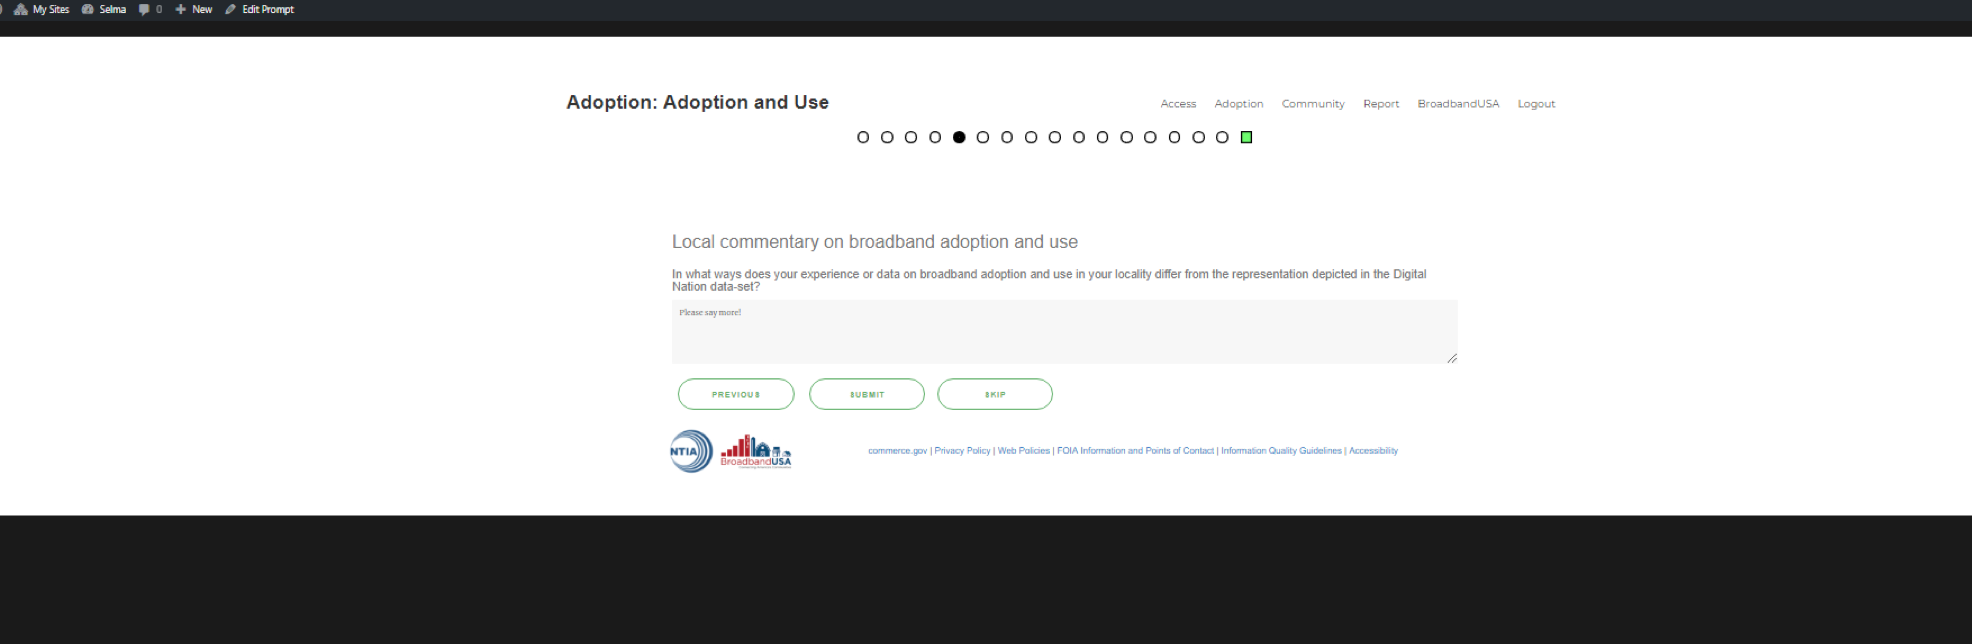 My Sites Selma 0 New Edit Prompt
Adoption: Adoption and Use
Access Adoption Community Report BroadbandUSA Logout
Local commentary on broadband adoption and use
In what ways does your experience or data on broadband adoption and use in your locality differ from the representation depicted in the Digital
Nation data-set?
Please say more!
PREVIOUS SUBMIT SKIP
NTIA BroadbandUSA
commerce.gov | Privacy Policy | Web Policies | FOIA Information and Points of Contact | Information Quality Guidelines | Accessibility